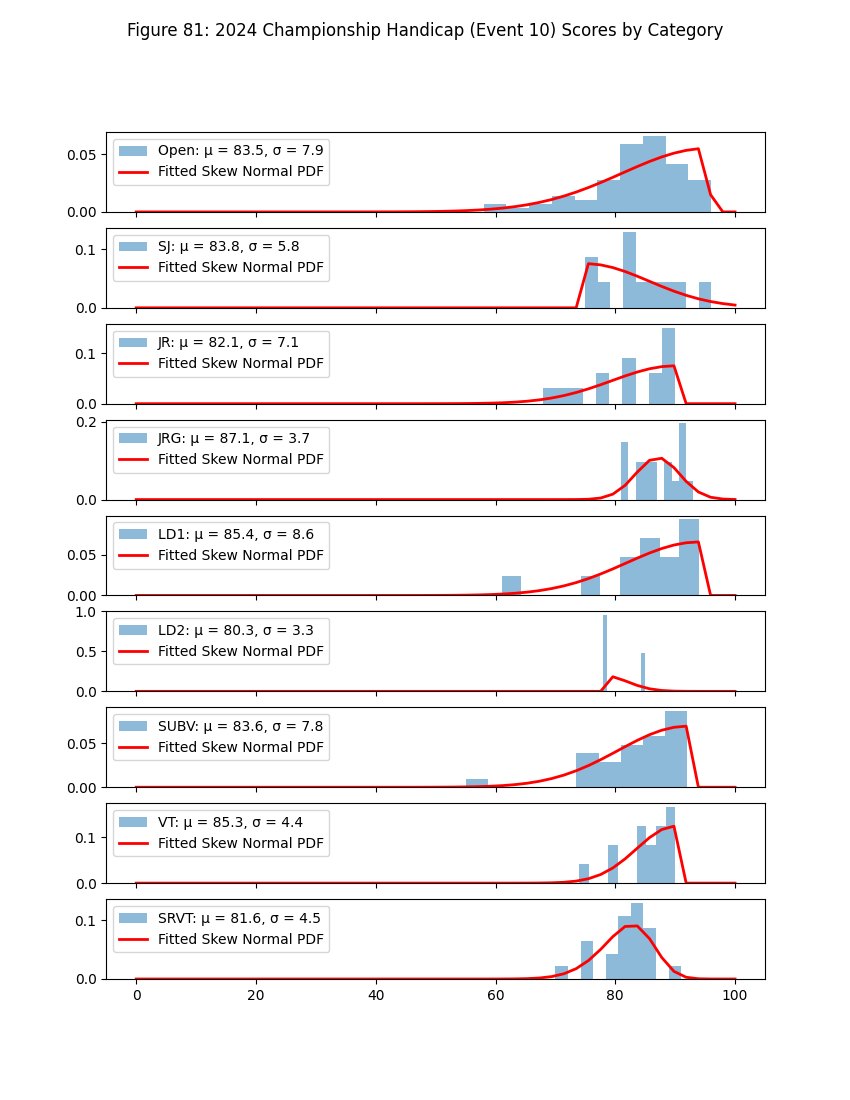 Figure 81: 2024 Championship Handicap (Event 10) Scores by Category
0.05
0.00
Open: μ = 83.5, σ = 7.9
Fitted Skew Normal PDF
0.1
0.0
SJ: μ = 83.8, σ = 5.8
Fitted Skew Normal PDF
0.1
0.0
JR: μ = 82.1, σ = 7.1
Fitted Skew Normal PDF
0.2
0.0
JRG: μ = 87.1, σ = 3.7
Fitted Skew Normal PDF
0.05
0.00
LD1: μ = 85.4, σ = 8.6
Fitted Skew Normal PDF
1.0
0.5
0.0
LD2: μ = 80.3, σ = 3.3
Fitted Skew Normal PDF
0.05
0.00
SUBV: μ = 83.6, σ = 7.8
Fitted Skew Normal PDF
0.1
0.0
VT: μ = 85.3, σ = 4.4
Fitted Skew Normal PDF
0.1
0.0
SRVT: μ = 81.6, σ = 4.5
Fitted Skew Normal PDF
0 20 40 60 80 100